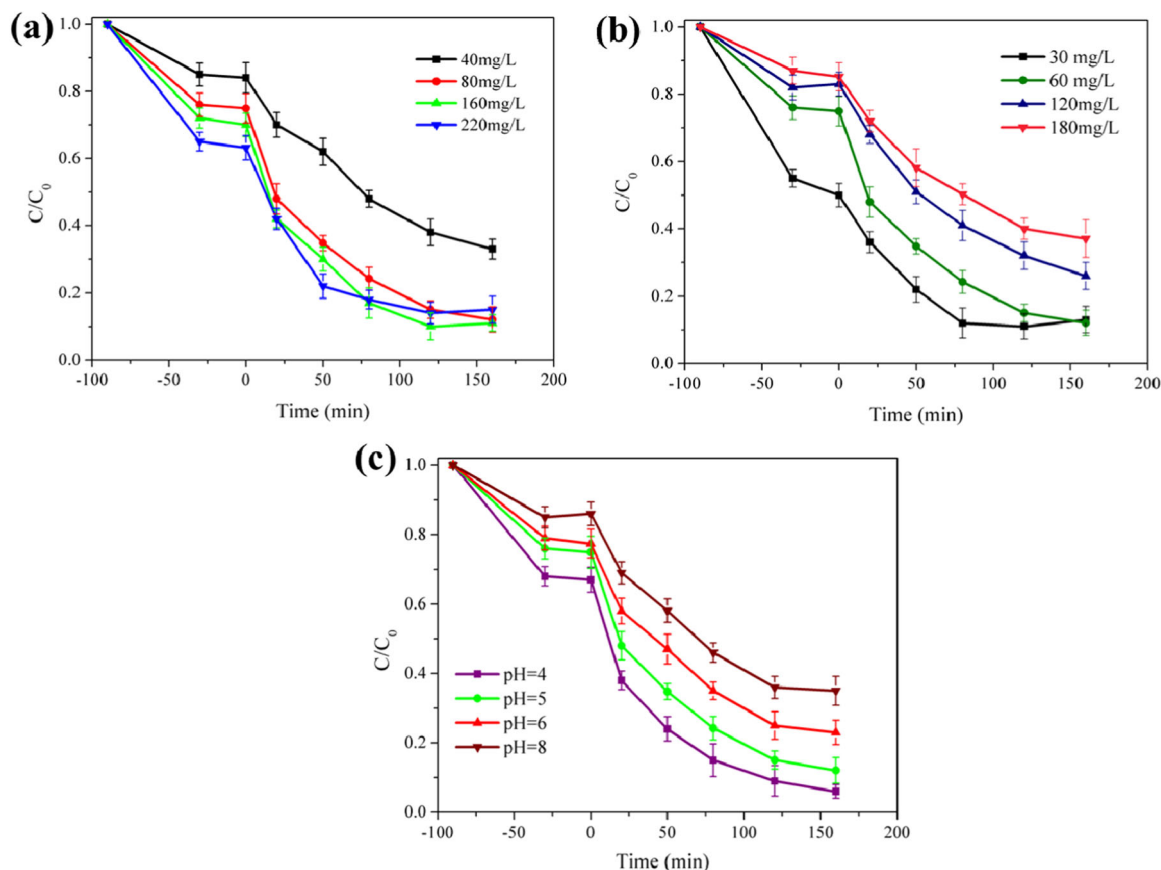 (a)
1.0
0.8
0.6
0.4
0.2
0.0
C/C₀
40mg/L
80mg/L
160mg/L
220mg/L
-100
-50
0
50
100
150
200
Time (min)
(b)
1.0
0.8
0.6
0.4
0.2
0.0
C/C₀
30 mg/L
60 mg/L
120mg/L
180mg/L
-100
-50
0
50
100
150
200
Time (min)
(c)
1.0
0.8
0.6
0.4
0.2
0.0
C/C₀
pH=4
pH=5
pH=6
pH=8
-100
-50
0
50
100
150
200
Time (min)